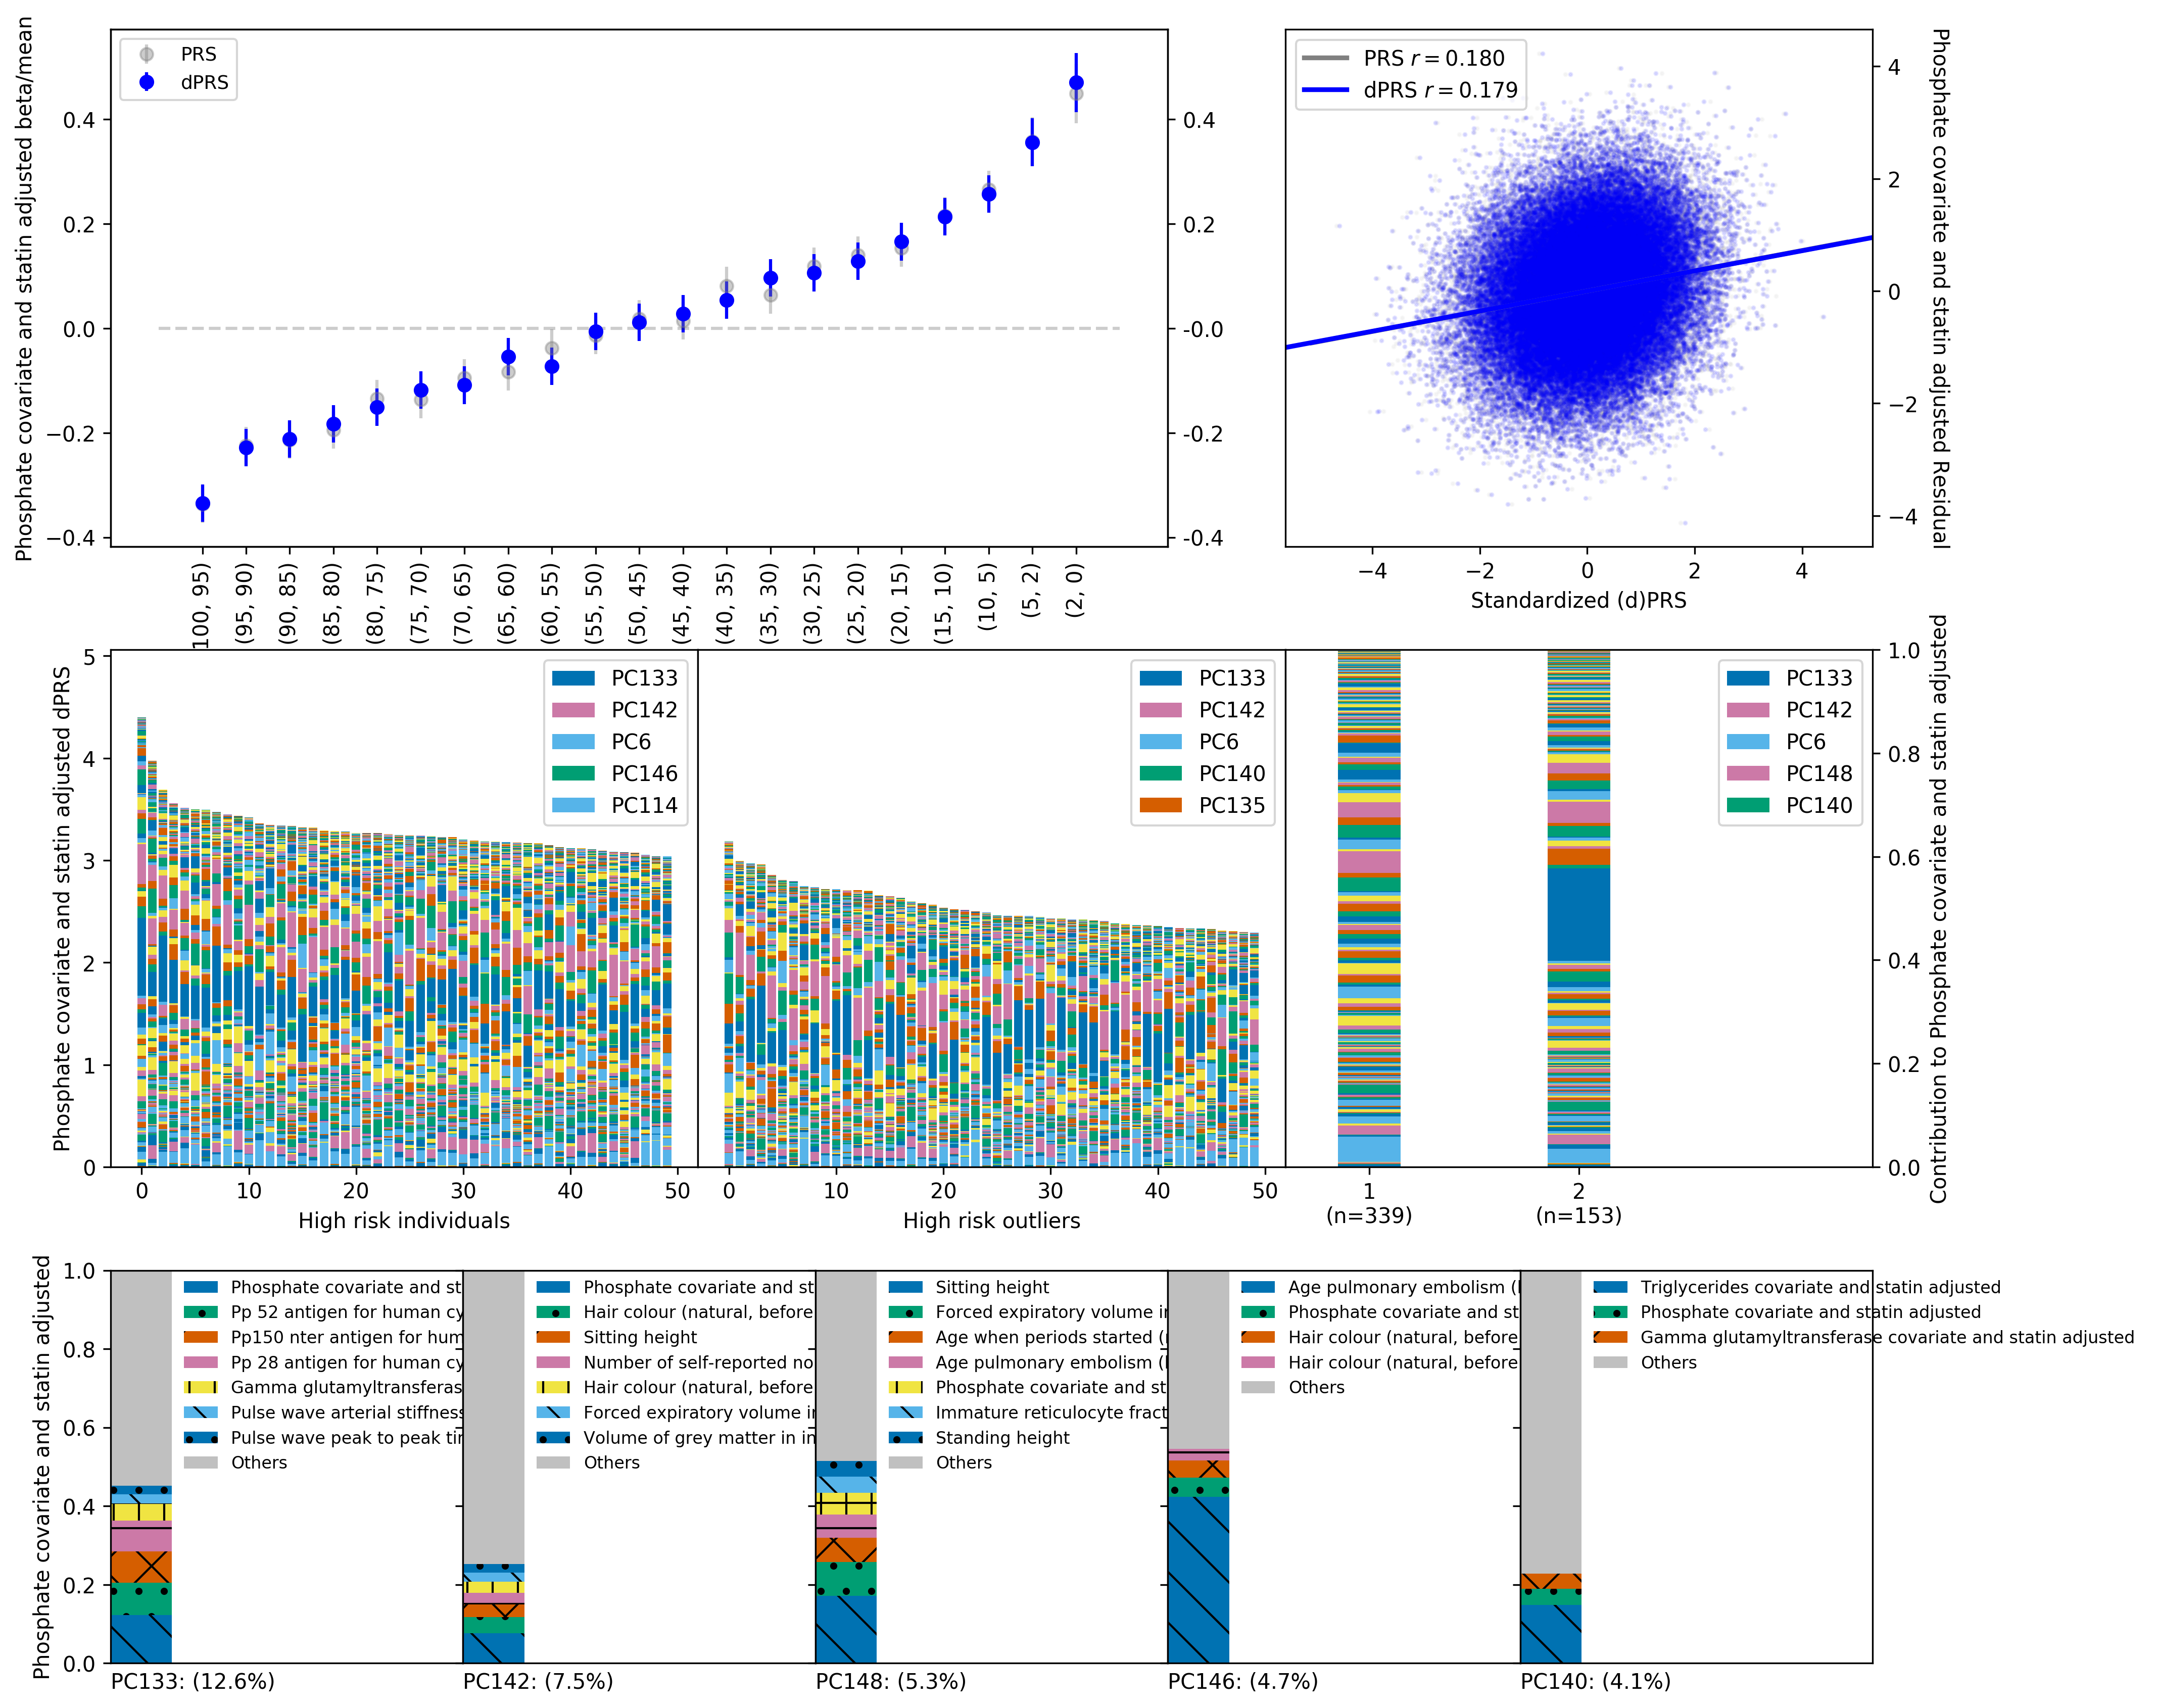 Phosphate covariate and statin adjusted beta/mean
PRS
dPRS
0.4
0.2
0.0
−0.2
−0.4
0.4
0.2
-0.0
-0.2
-0.4
100, 95)
(95, 90)
(90, 85)
(85, 80)
(80, 75)
(75, 70)
(70, 65)
(65, 60)
(60, 55)
(55, 50)
(50, 45)
(45, 40)
(40, 35)
(35, 30)
(30, 25)
(25, 20)
(20, 15)
(15, 10)
(10, 5)
(5, 2)
(2, 0)
PRS r = 0.180
dPRS r = 0.179
4
2
0
−2
−4
−4
−2
0
2
4
Standardized (d)PRS
Phosphate covariate and statin adjusted Residual
Phosphate covariate and statin adjusted dPRS
5
4
3
2
1
0
PC133
PC142
PC6
PC146
PC114
0
10
20
30
40
50
High risk individuals
PC133
PC142
PC6
PC140
PC135
0
10
20
30
40
50
High risk outliers
PC133
PC142
PC6
PC148
PC140
1
(n=339)
2
(n=153)
1.0
0.8
0.6
0.4
0.2
0.0
Contribution to Phosphate covariate and statin adjusted
Phosphate covariate and statin adjusted
1.0
0.8
0.6
0.4
0.2
0.0
Phosphate covariate and st
Pp 52 antigen for human cy
Pp150 nter antigen for hum
Pp 28 antigen for human cy
Gamma glutamyltransferas
Pulse wave arterial stiffness
Pulse wave peak to peak tir
Others
PC133: (12.6%)
Phosphate covariate and st
Hair colour (natural, before
Sitting height
Number of self-reported no
Hair colour (natural, before
Forced expiratory volume in
Volume of grey matter in in
Others
PC142: (7.5%)
Sitting height
Forced expiratory volume in
Age when periods started (
Age pulmonary embolism (
Phosphate covariate and st
Immature reticulocyte fract
Standing height
Others
PC148: (5.3%)
Age pulmonary embolism (
Phosphate covariate and st
Hair colour (natural, before
Hair colour (natural, before
Others
PC146: (4.7%)
Triglycerides covariate and statin adjusted
Phosphate covariate and statin adjusted
Gamma glutamyltransferase covariate and statin adjusted
Others
PC140: (4.1%)